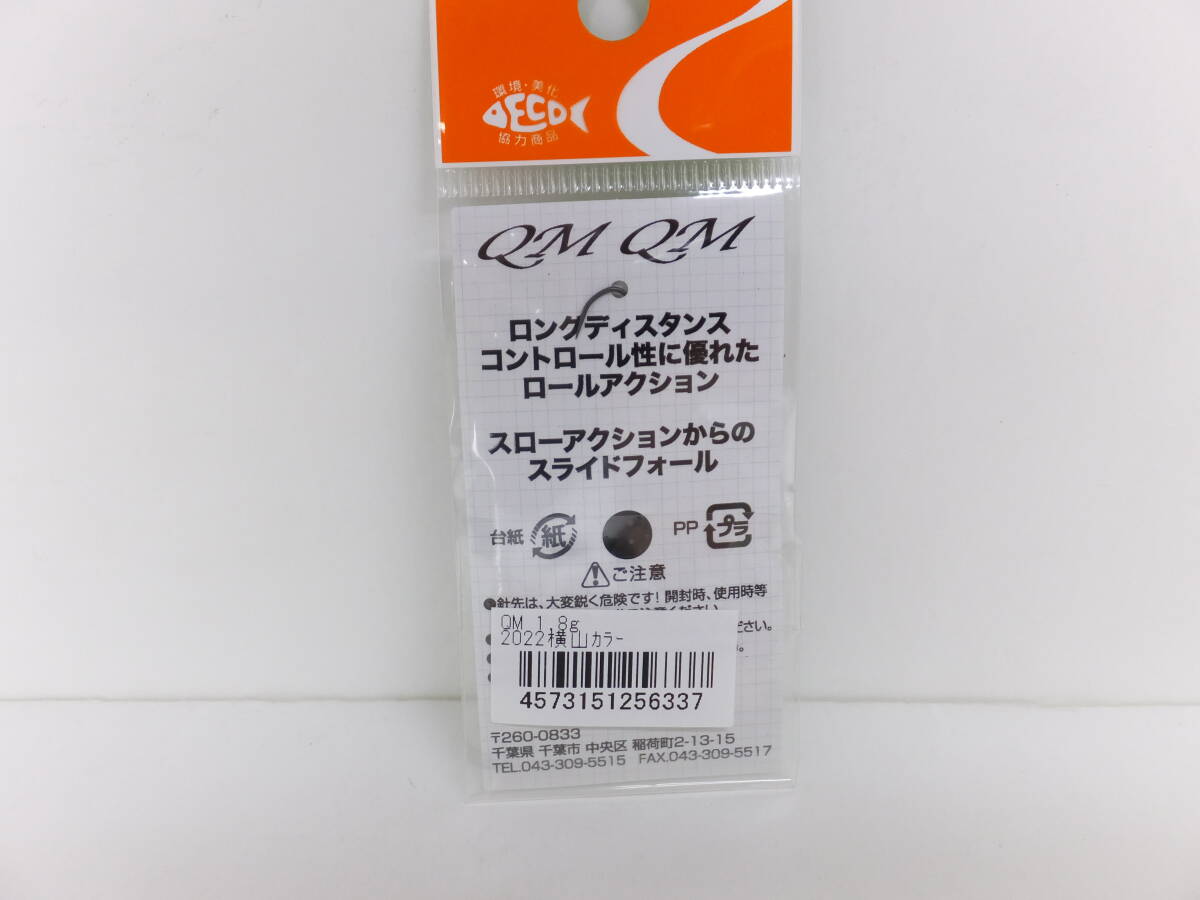 環境・美化
ECO
協力商品
QM QM
ロングディスタンス
コントロール性に優れた
ロールアクション
スローアクションからの
スライドフォール
台紙 紙 PP プラ
ご注意
●針先は、大変鋭く危険です!開封時、使用時等
ださい。
QM 1.8g
2022横山カラー
4573151256337
〒260-0833
千葉県 千葉市 中央区 稲荷町2-13-15
TEL.043-309-5515 FAX.043-309-5517